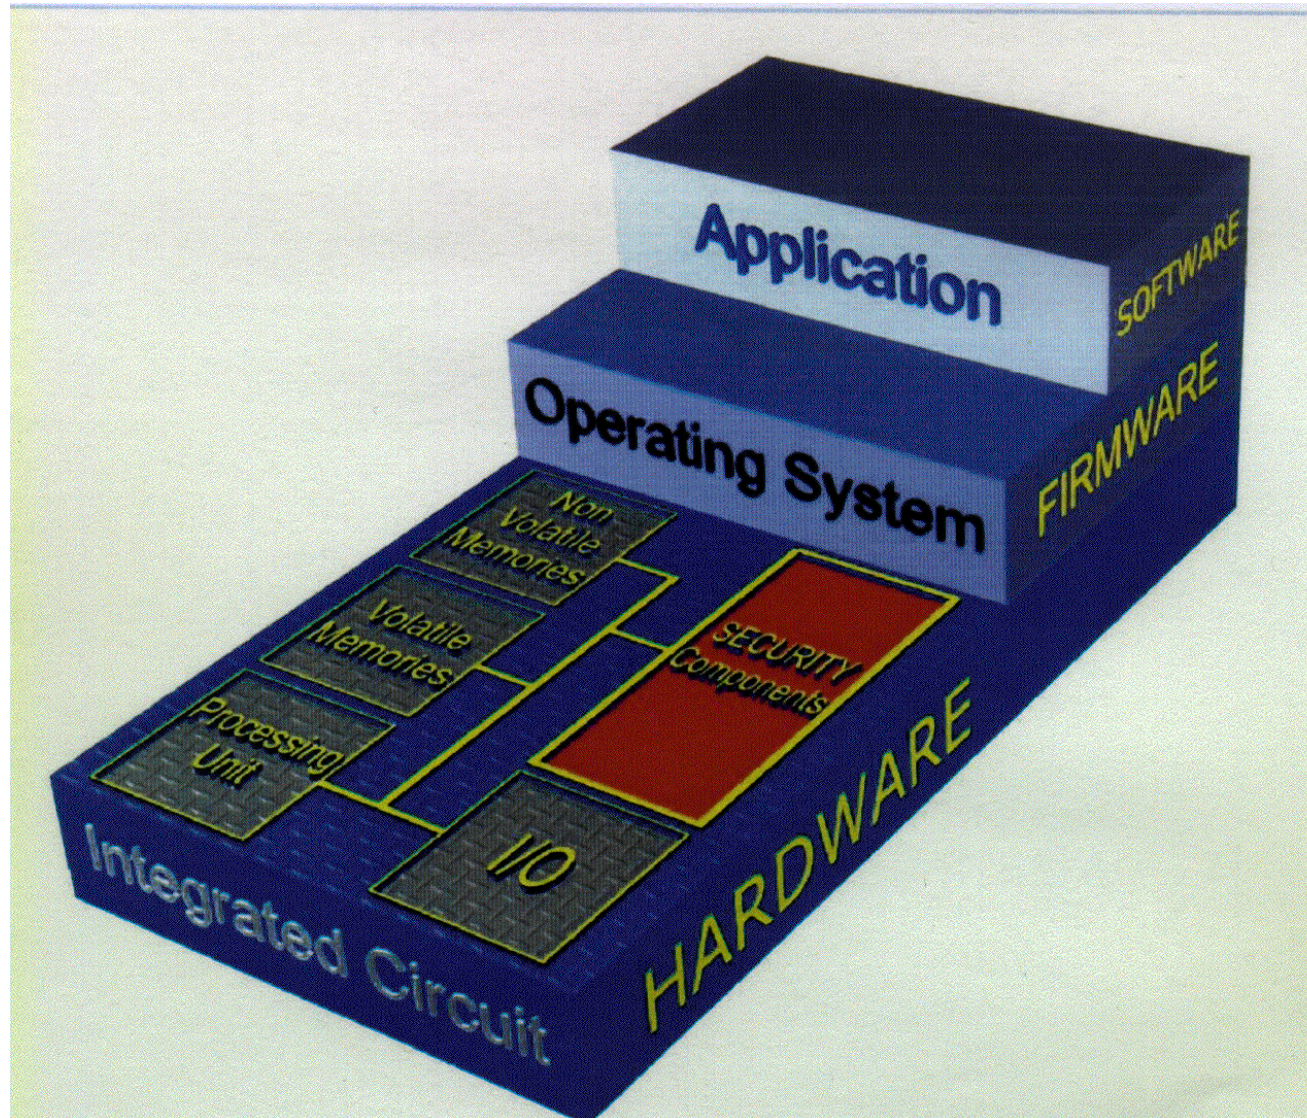 Application
SOFTWARE
Operating System
FIRMWARE
Non
Volatile
Memories
Volatile
Memories
Processing
Unit
SECURITY
Components
I/O
Integrated Circuit
HARDWARE